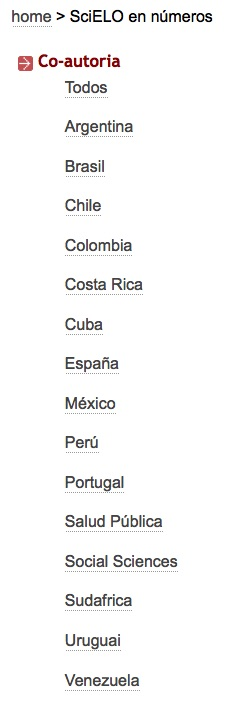 home > SciELO en números
Co-autoria
Todos
Argentina
Brasil
Chile
Colombia
Costa Rica
Cuba
España
México
Perú
Portugal
Salud Pública
Social Sciences
Sudafrica
Uruguai
Venezuela